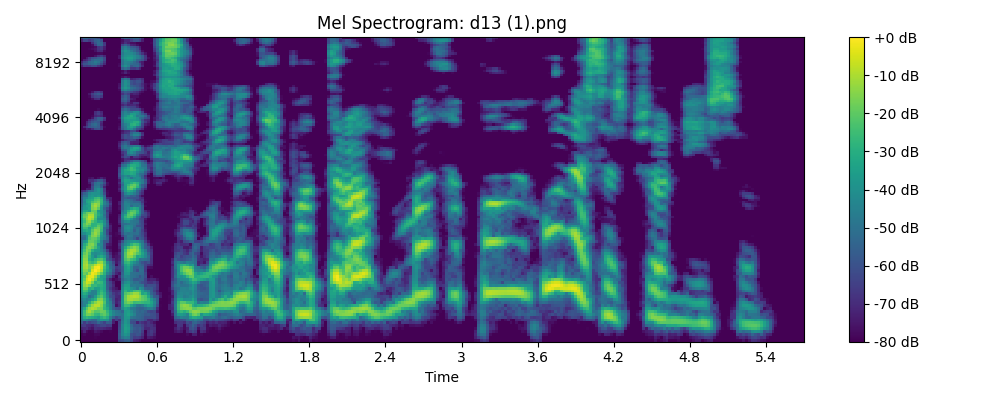 Mel Spectrogram: d13 (1).png
8192
4096
2048
1024
512
0
Hz
0 0.6 1.2 1.8 2.4 3 3.6 4.2 4.8 5.4
Time
+0 dB
-10 dB
-20 dB
-30 dB
-40 dB
-50 dB
-60 dB
-70 dB
-80 dB